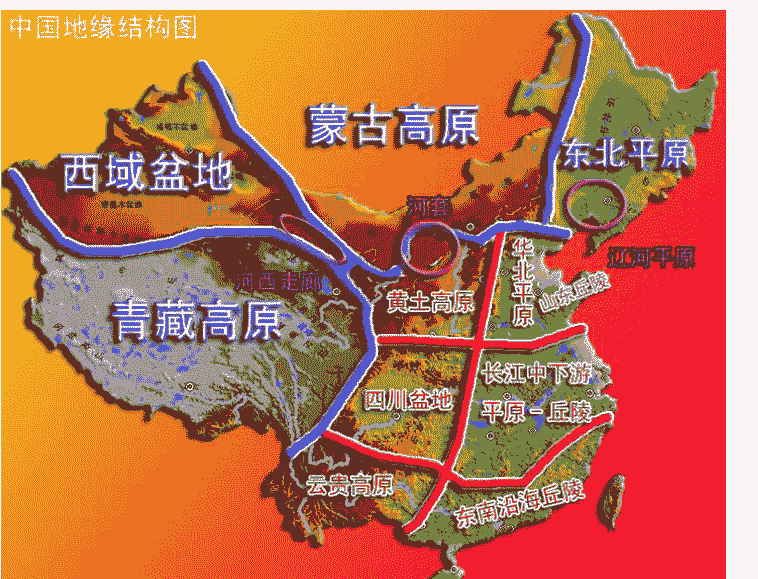 中国地缘结构图
蒙古高原
东北平原
西域盆地
河套
辽河平原
华北平原
河西走廊
山东丘陵
黄土高原
青藏高原
长江中下游
平原－丘陵
四川盆地
云贵高原
东南沿海丘陵